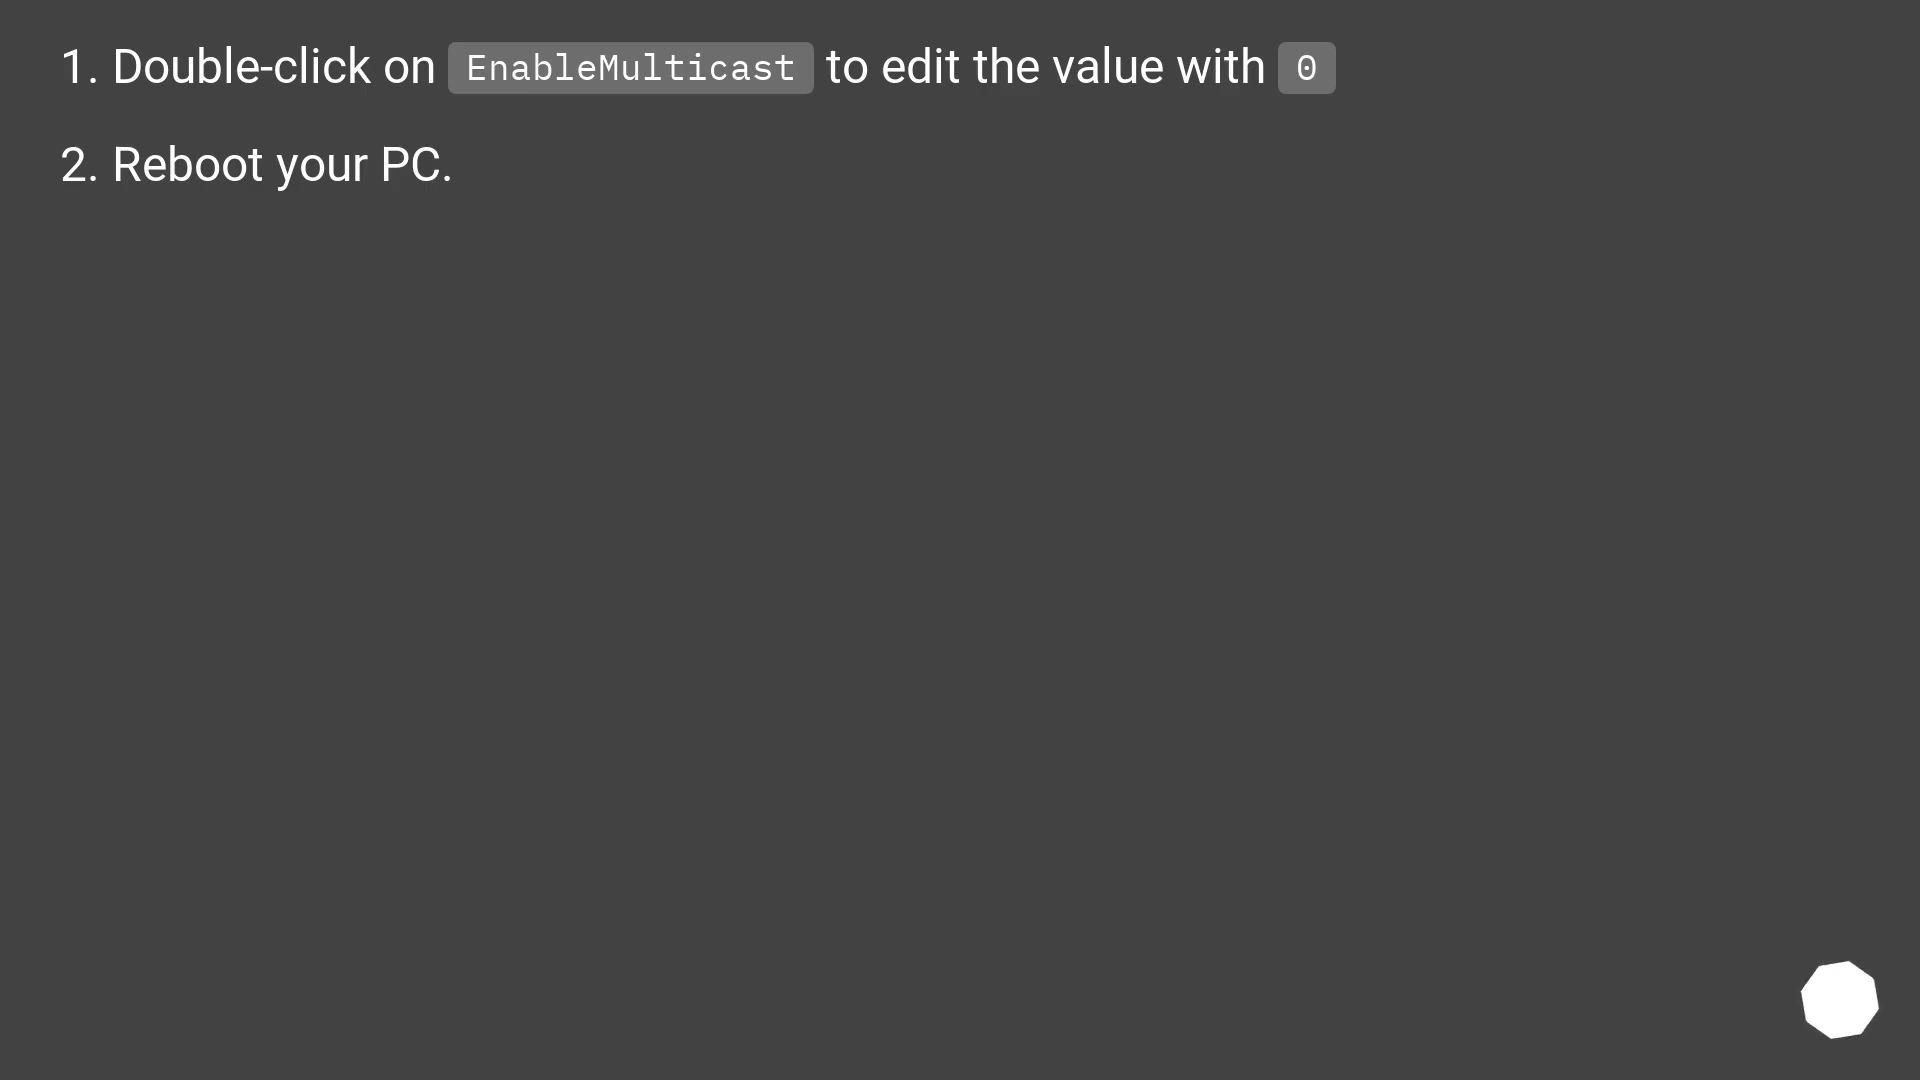 1. Double-click on EnableMulticast to edit the value with 0
2. Reboot your PC.